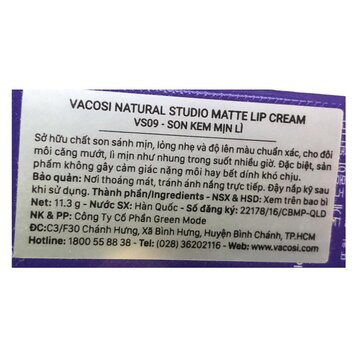 VACOSI NATURAL STUDIO MATTE LIP CREAM
VS09 - SON KEM MỊN LÌ
Sở hữu chất son sánh mịn, lỏng nhẹ và độ lên màu chuẩn xác, cho đôi
môi căng mướt, lì mịn như nhung trong suốt nhiều giờ. Đặc biệt, sản
phẩm không gây cảm giác nặng môi hay bết dính khó chịu.
Bảo quản: Nơi thoáng mát, tránh ánh nắng trực tiếp. Đậy nắp kỹ sau
khi sử dụng. Thành phần/Ingredients - NSX & HSD: Xem trên bao bì
Net: 11.3 g - Nước SX: Hàn Quốc - Số đăng ký: 22178/16/CBMP-QLD
NK & PP: Công Ty Cổ Phần Green Mode
ĐC:C3/F30 Chánh Hưng, Xã Bình Hưng, Huyện Bình Chánh, TP.HCM
Hotline: 1800 55 88 38 - Tel: (028) 36202116 - Web:www.vacosi.com